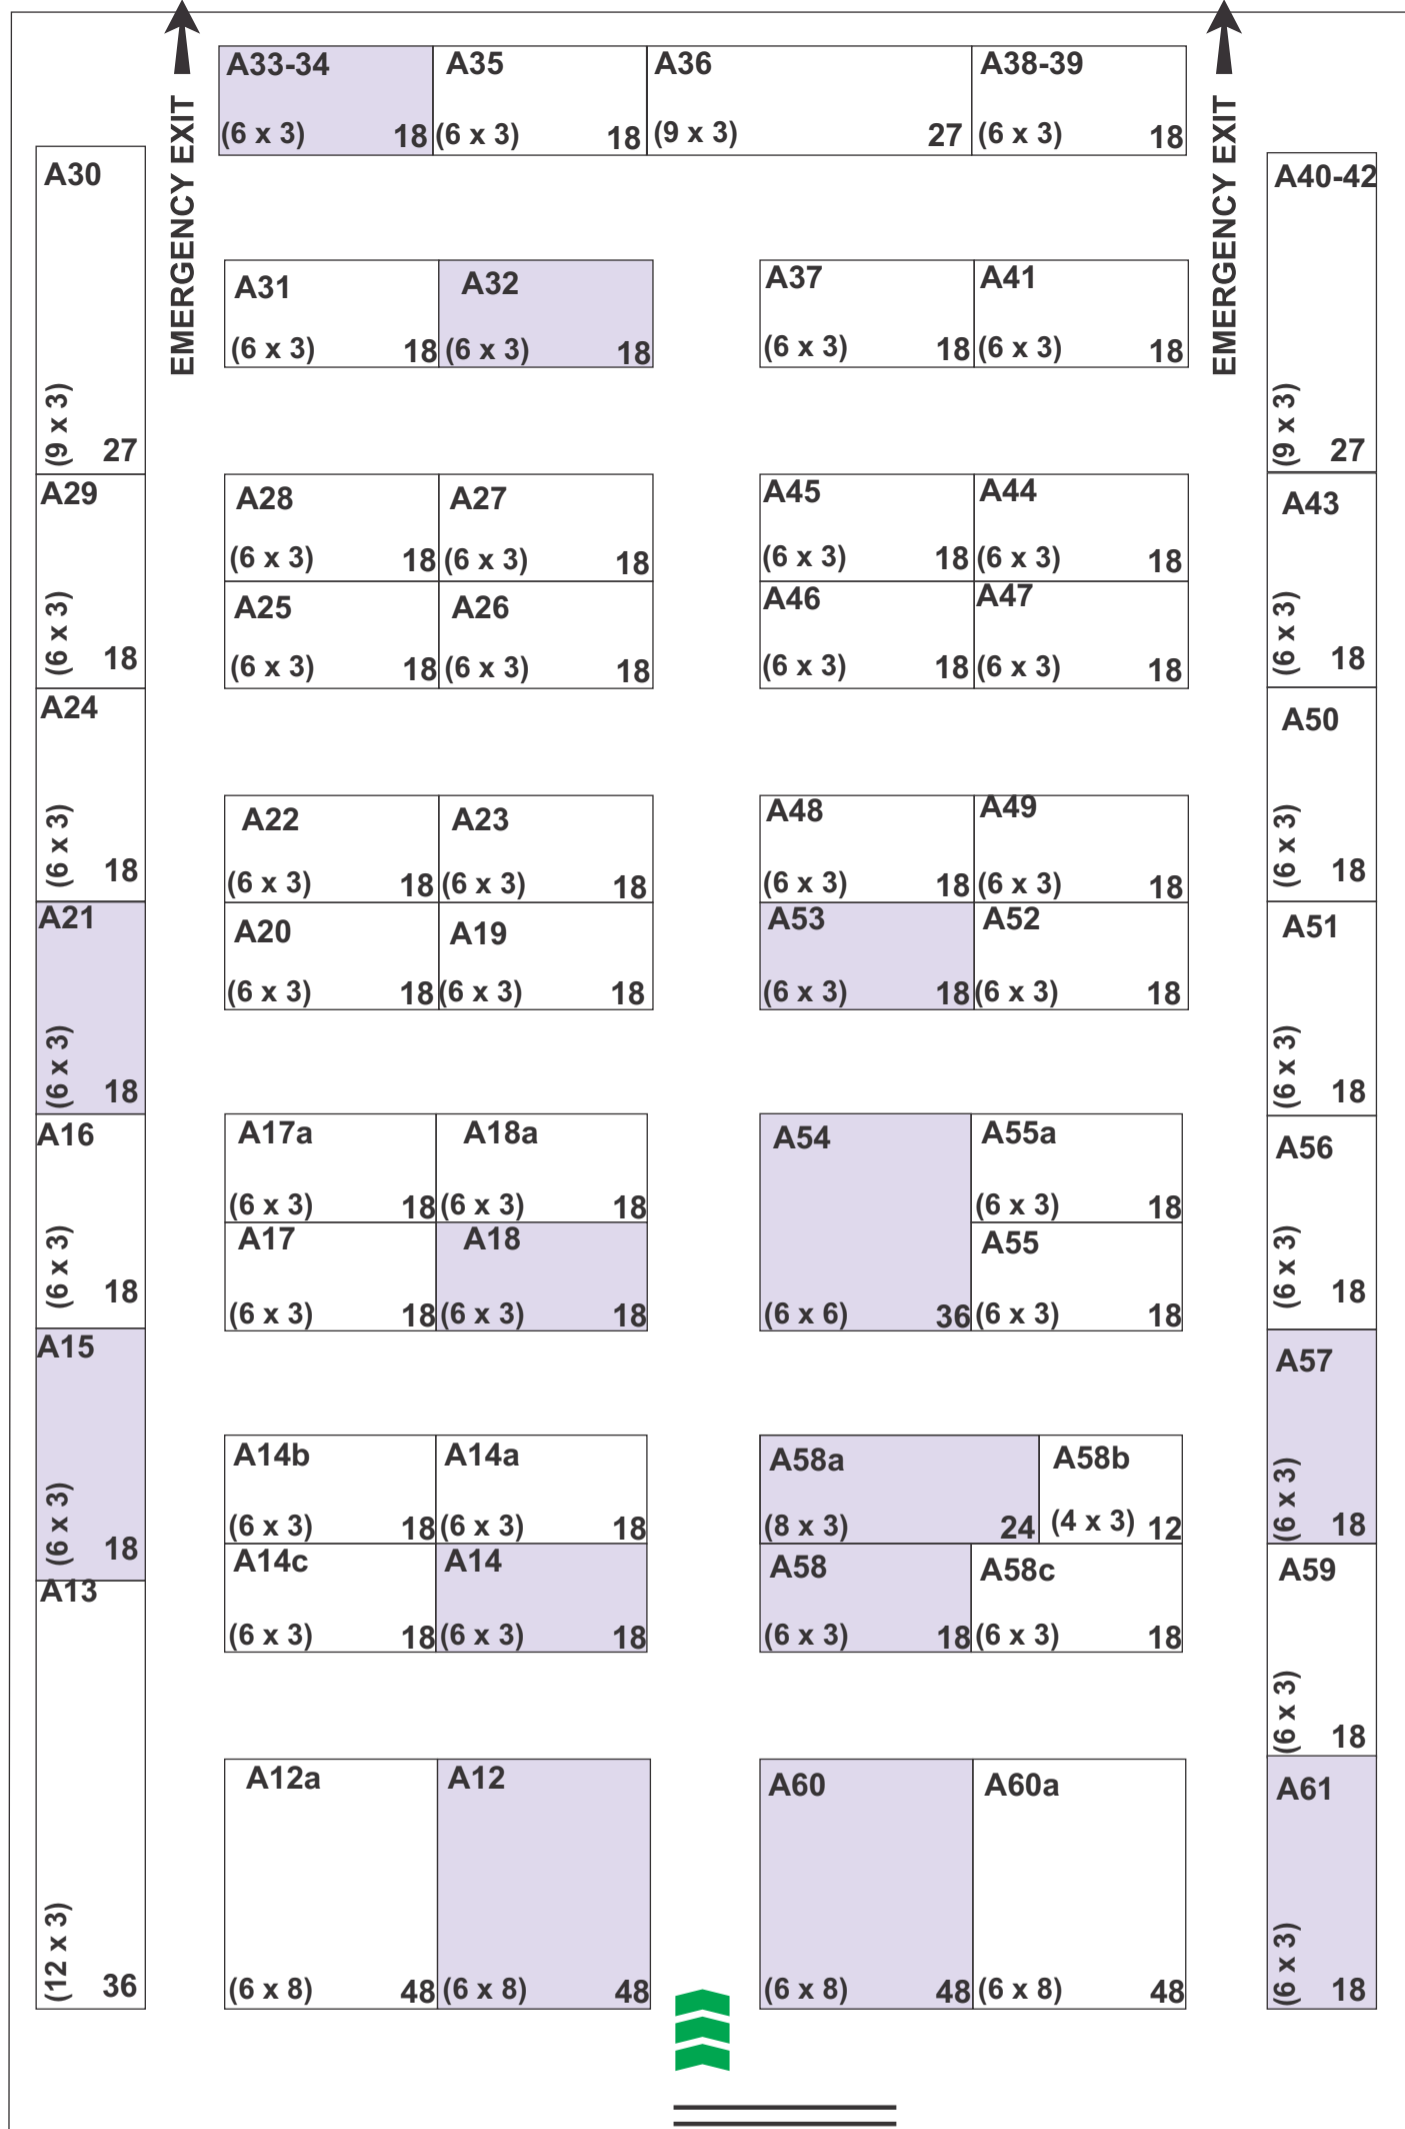 EMERGENCY EXIT
EMERGENCY EXIT
A33-34
(6 x 3) 18
A35
(6 x 3) 18
A36
(9 x 3) 27
A38-39
(6 x 3) 18
A30
(9 x 3) 27
A40-42
(9 x 3) 27
A31
(6 x 3) 18
A32
(6 x 3) 18
A37
(6 x 3) 18
A41
(6 x 3) 18
A29
(6 x 3) 18
A28
(6 x 3) 18
A27
(6 x 3) 18
A45
(6 x 3) 18
A44
(6 x 3) 18
A43
(6 x 3) 18
A25
(6 x 3) 18
A26
(6 x 3) 18
A46
(6 x 3) 18
A47
(6 x 3) 18
A24
(6 x 3) 18
A50
(6 x 3) 18
A22
(6 x 3) 18
A23
(6 x 3) 18
A48
(6 x 3) 18
A49
(6 x 3) 18
A21
(6 x 3) 18
A20
(6 x 3) 18
A19
(6 x 3) 18
A53
(6 x 3) 18
A52
(6 x 3) 18
A51
(6 x 3) 18
A16
(6 x 3) 18
A17a
(6 x 3) 18
A18a
(6 x 3) 18
A54
(6 x 6) 36
A55a
(6 x 3) 18
A56
(6 x 3) 18
A17
(6 x 3) 18
A18
(6 x 3) 18
A55
(6 x 3) 18
A15
(6 x 3) 18
A57
(6 x 3) 18
A14b
(6 x 3) 18
A14a
(6 x 3) 18
A58a
(8 x 3) 24
A58b
(4 x 3) 12
A14c
(6 x 3) 18
A14
(6 x 3) 18
A58
(6 x 3) 18
A58c
(6 x 3) 18
A59
(6 x 3) 18
A13
(12 x 3) 36
A12a
(6 x 8) 48
A12
(6 x 8) 48
A60
(6 x 8) 48
A60a
(6 x 8) 48
A61
(6 x 3) 18